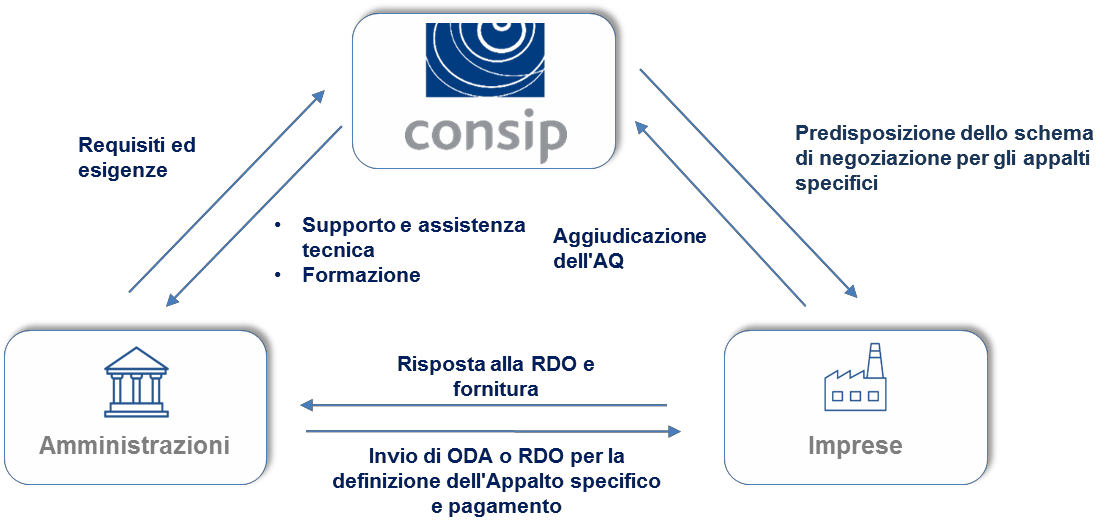 consip
Requisiti ed
esigenze
Predisposizione dello schema
di negoziazione per gli appalti
specifici
• Supporto e assistenza
tecnica
• Formazione
Aggiudicazione
dell'AQ
Amministrazioni
Risposta alla RDO e
fornitura
Invio di ODA o RDO per la
definizione dell'Appalto specifico
e pagamento
Imprese